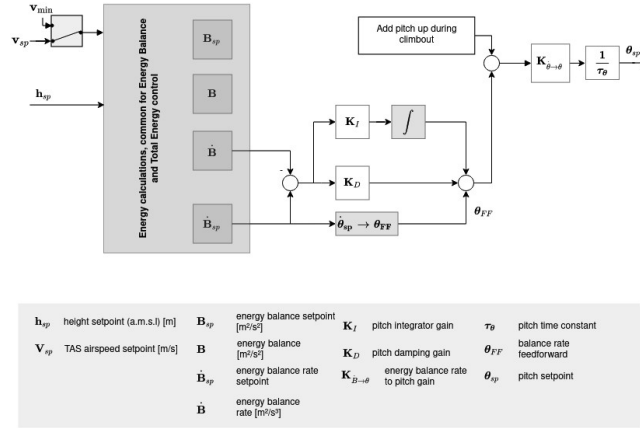 v_min
v_sp
h_sp
Energy calculations, common for Energy Balance
and Total Energy control
B_sp
B
Ḃ
Ḃ_sp
-
Add pitch up during
climbout
K_I
∫
K_D
θ̇_sp → θ_FF
θ_FF
K_θ̇→θ
1
τ_θ
θ_sp
h_sp height setpoint (a.m.s.l) [m]
V_sp TAS airspeed setpoint [m/s]
B_sp energy balance setpoint
[m²/s²]
B energy balance
[m²/s²]
Ḃ_sp energy balance rate
setpoint
Ḃ energy balance
rate [m²/s³]
K_I pitch integrator gain
K_D pitch damping gain
K_Ḃ→θ energy balance rate
to pitch gain
τ_θ pitch time constant
θ_FF balance rate
feedforward
θ_sp pitch setpoint